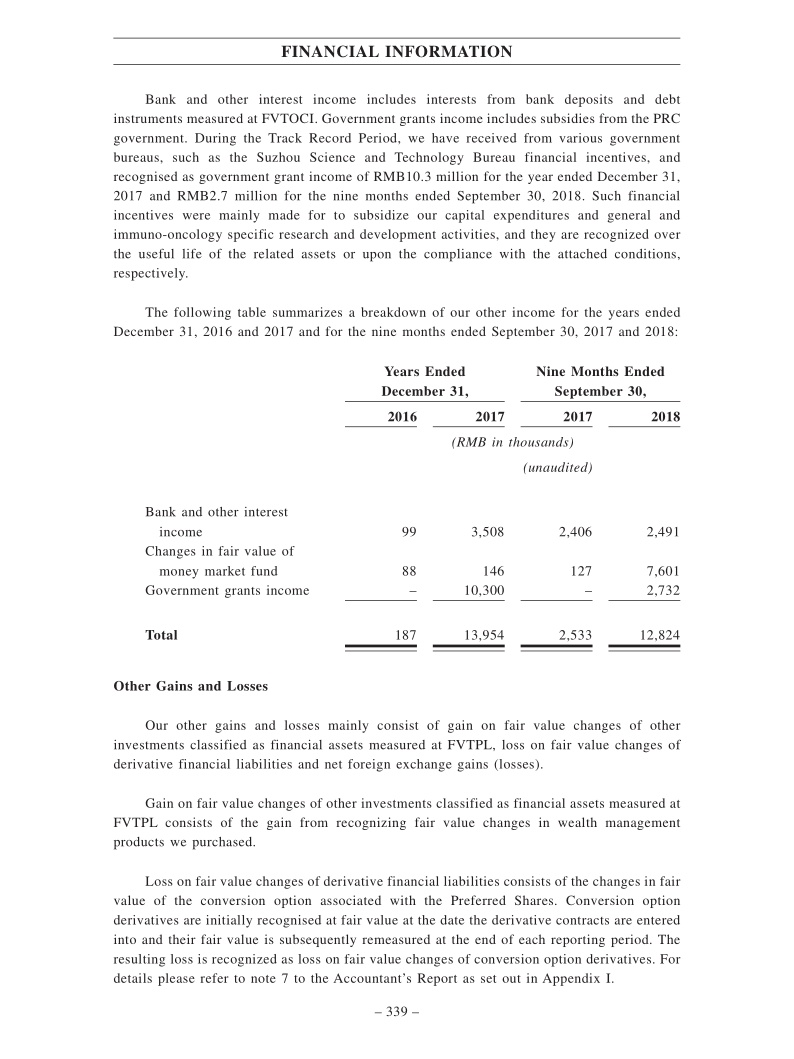 FINANCIAL INFORMATION
Bank and other interest income includes interests from bank deposits and debt
instruments measured at FVTOCI. Government grants income includes subsidies from the PRC
government. During the Track Record Period, we have received from various government
bureaus, such as the Suzhou Science and Technology Bureau financial incentives, and
recognised as government grant income of RMB10.3 million for the year ended December 31,
2017 and RMB2.7 million for the nine months ended September 30, 2018. Such financial
incentives were mainly made for to subsidize our capital expenditures and general and
immuno-oncology specific research and development activities, and they are recognized over
the useful life of the related assets or upon the compliance with the attached conditions,
respectively.
The following table summarizes a breakdown of our other income for the years ended
December 31, 2016 and 2017 and for the nine months ended September 30, 2017 and 2018:
Years Ended Nine Months Ended
December 31, September 30,
2016 2017 2017 2018
(RMB in thousands)
(unaudited)
Bank and other interest
income 99 3,508 2,406 2,491
Changes in fair value of
money market fund 88 146 127 7,601
Government grants income – 10,300 – 2,732
Total 187 13,954 2,533 12,824
Other Gains and Losses
Our other gains and losses mainly consist of gain on fair value changes of other
investments classified as financial assets measured at FVTPL, loss on fair value changes of
derivative financial liabilities and net foreign exchange gains (losses).
Gain on fair value changes of other investments classified as financial assets measured at
FVTPL consists of the gain from recognizing fair value changes in wealth management
products we purchased.
Loss on fair value changes of derivative financial liabilities consists of the changes in fair
value of the conversion option associated with the Preferred Shares. Conversion option
derivatives are initially recognised at fair value at the date the derivative contracts are entered
into and their fair value is subsequently remeasured at the end of each reporting period. The
resulting loss is recognized as loss on fair value changes of conversion option derivatives. For
details please refer to note 7 to the Accountant's Report as set out in Appendix I.
– 339 –